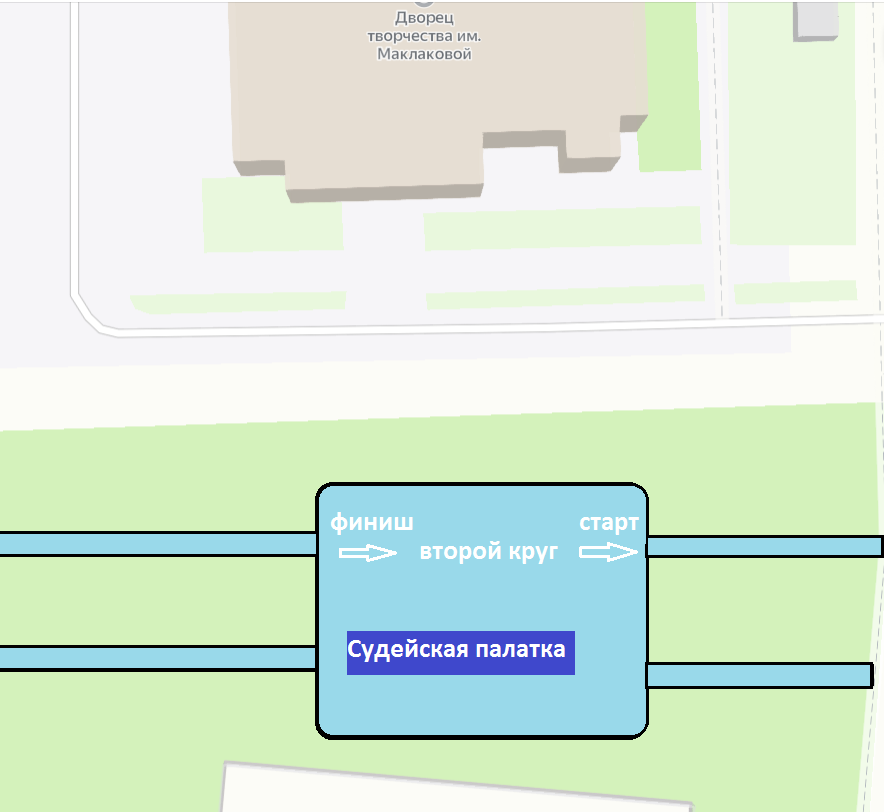 Дворец
творчества им.
Маклаковой
финиш
старт
второй круг
Судейская палатка